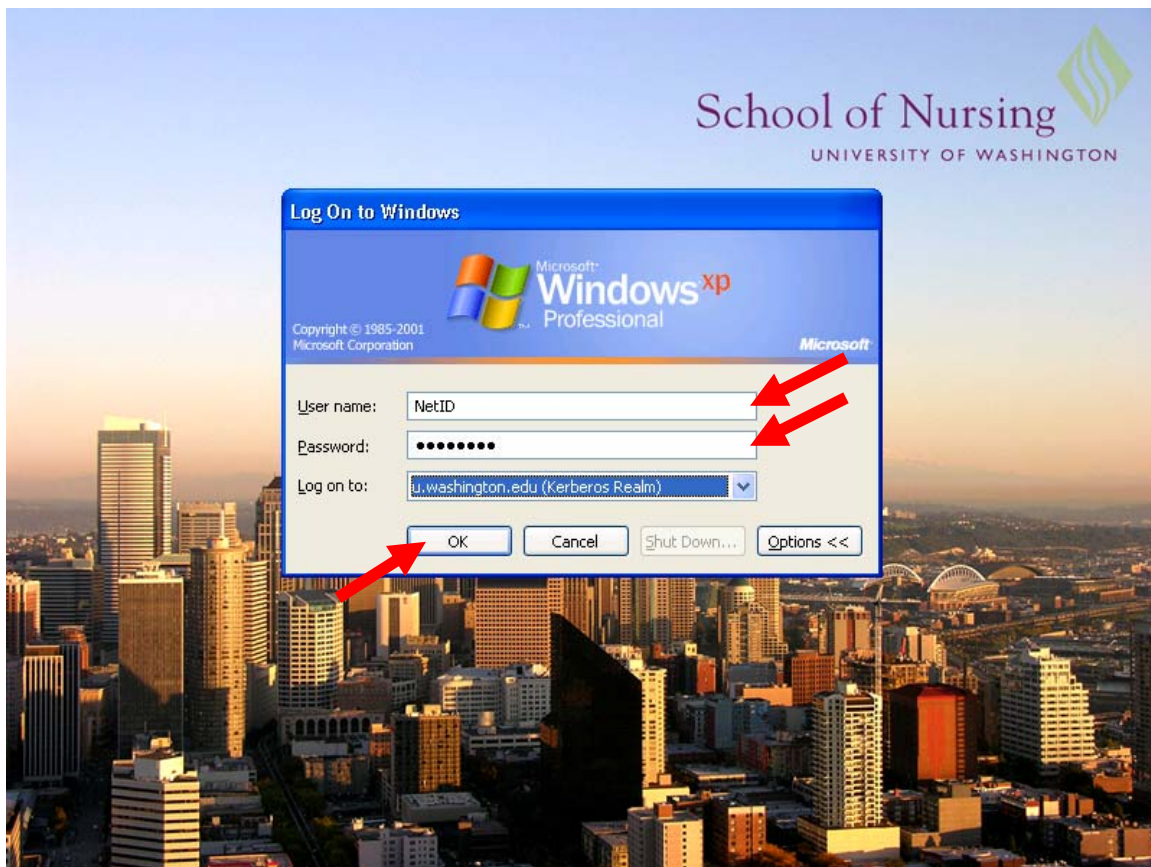 School of Nursing
UNIVERSITY OF WASHINGTON
Log On to Windows
Microsoft®
Windows xp
Professional
Copyright © 1985-2001
Microsoft Corporation
Microsoft
User name:
NetID
Password:
••••••••
Log on to:
u.washington.edu (Kerberos Realm)
OK
Cancel
Shut Down...
Options <<